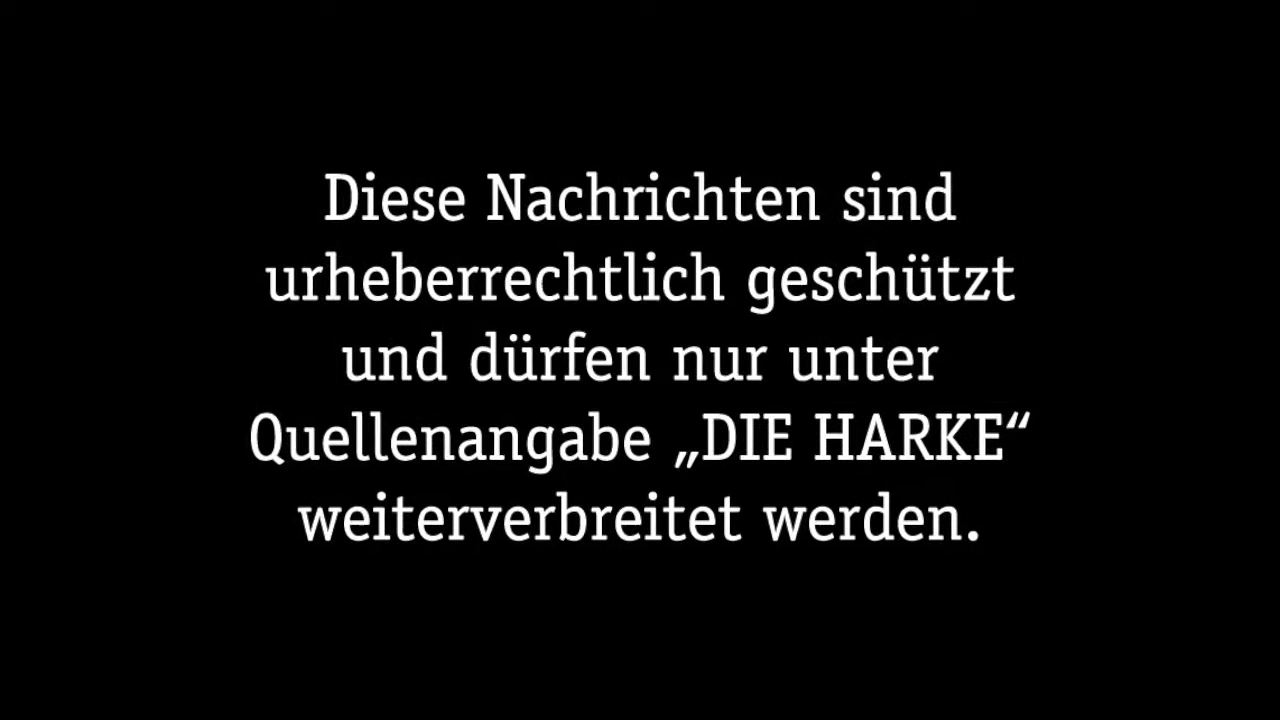 Diese Nachrichten sind
urheberrechtlich geschützt
und dürfen nur unter
Quellenangabe „DIE HARKE“
weiterverbreitet werden.